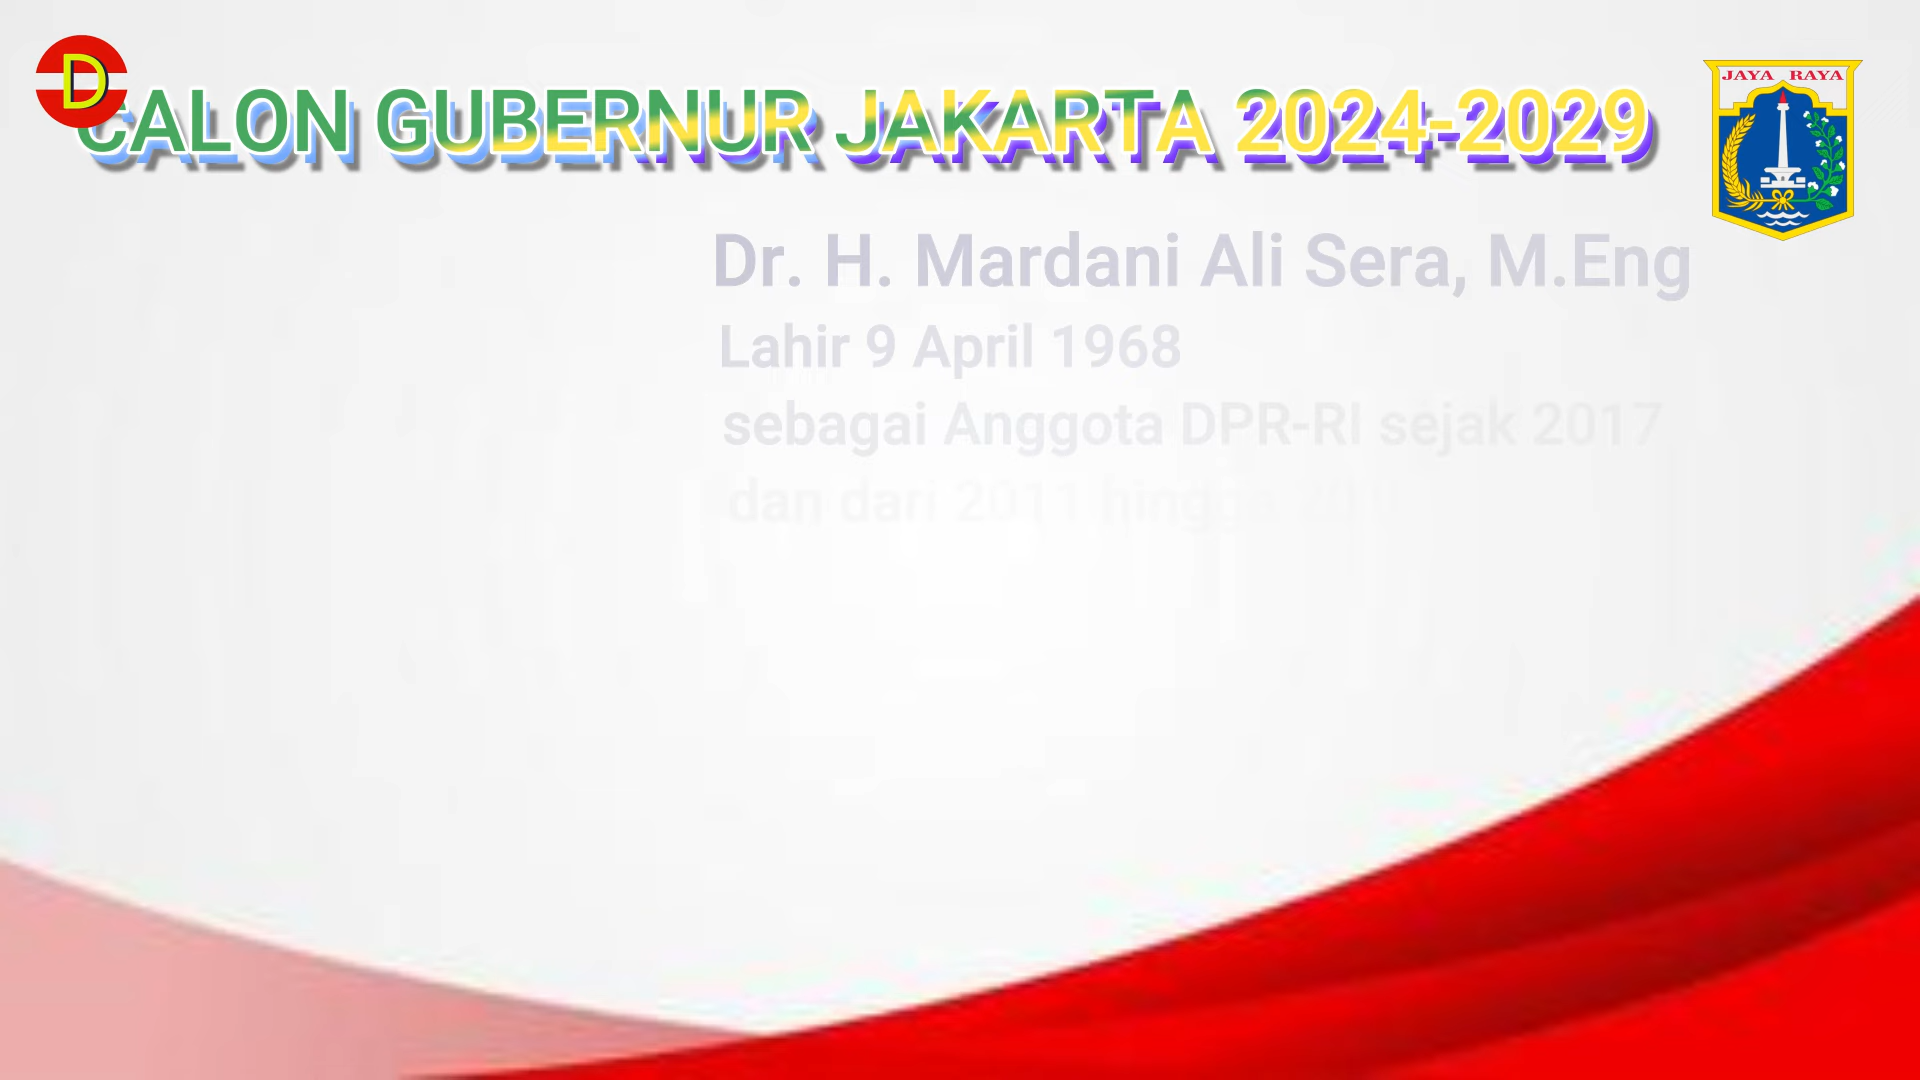 D
CALON GUBERNUR JAKARTA 2024-2029
JAYA RAYA
Dr. H. Mardani Ali Sera, M.Eng
Lahir 9 April 1968
sebagai Anggota DPR-RI sejak 2017
dan dari 2011 hingga